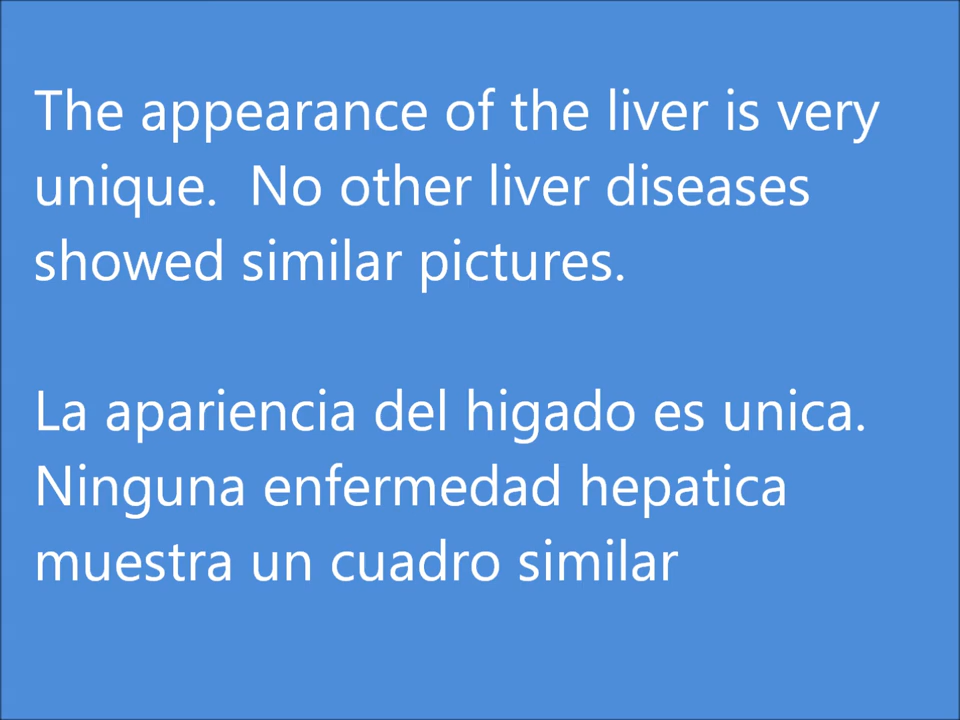 The appearance of the liver is very
unique.  No other liver diseases
showed similar pictures.
La apariencia del higado es unica.
Ninguna enfermedad hepatica
muestra un cuadro similar